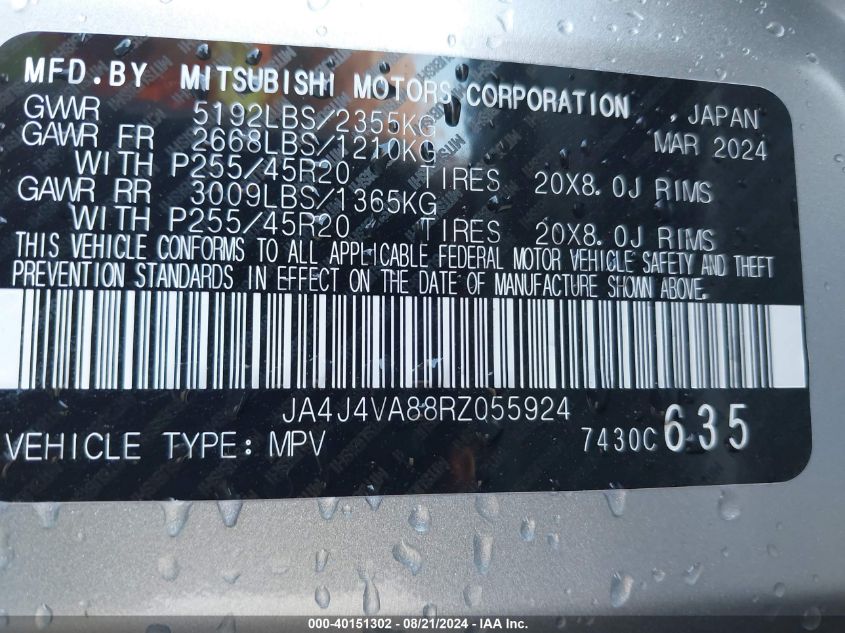 MFD.BY MITSUBISHI MOTORS CORPORATION , JAPAN
GVWR 5192LBS/2355KG MAR 2024
GAWR FR 2668LBS/1210KG
WITH P255/45R20 TIRES 20X8.0J RIMS
GAWR RR 3009LBS/1365KG
WITH P255/45R20 TIRES 20X8.0J RIMS
THIS VEHICLE CONFORMS TO ALL APPLICABLE FEDERAL MOTOR VEHICLE SAFETY AND THEFT
PREVENTION STANDARDS IN EFFECT ON THE DATE OF MANUFACTURE SHOWN ABOVE.
JA4J4VA88RZ055924
VEHICLE TYPE: MPV 7430C 635
000-40151302 - 08/21/2024 - IAA Inc.